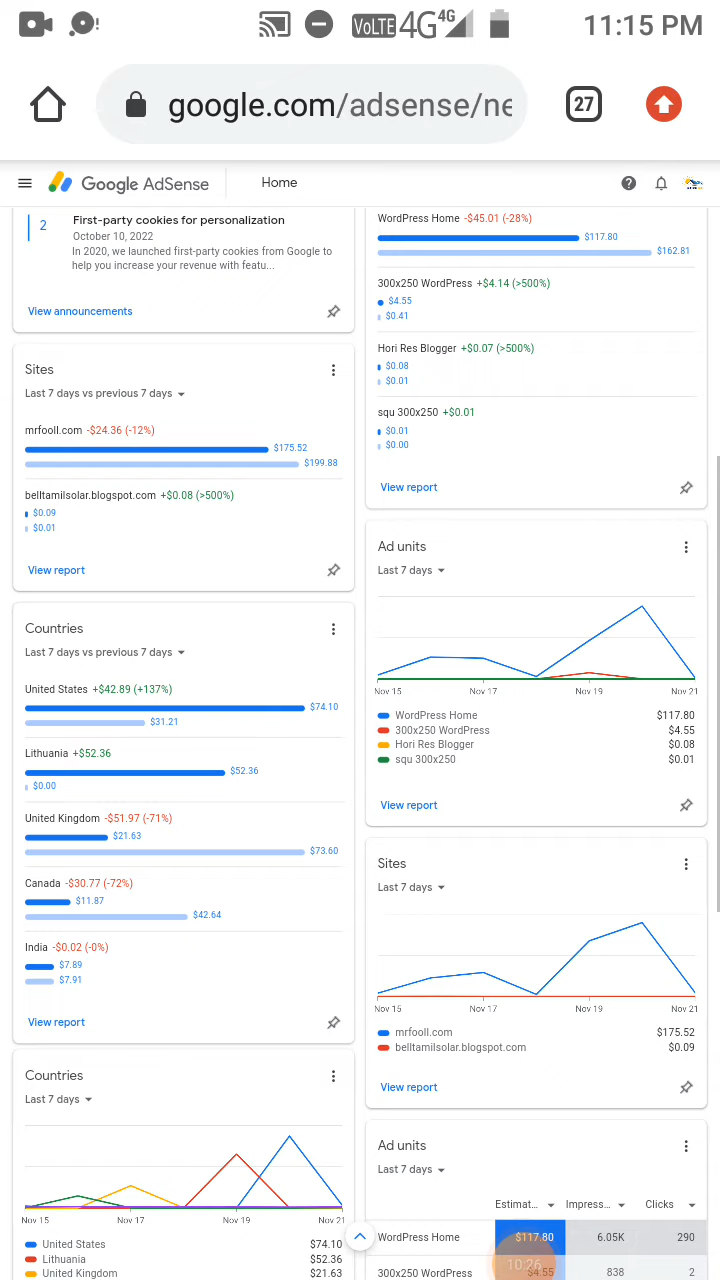 VoLTE 4G 4G 11:15 PM
google.com/adsense/ne 27
Google AdSense Home
2 First-party cookies for personalization
October 10, 2022
In 2020, we launched first-party cookies from Google to
help you increase your revenue with featu...
View announcements
Sites
Last 7 days vs previous 7 days
mrfooll.com -$24.36 (-12%)
$175.52
$199.88
belltamilsolar.blogspot.com +$0.08 (>500%)
$0.09
$0.01
View report
Countries
Last 7 days vs previous 7 days
United States +$42.89 (+137%)
$74.10
$31.21
Lithuania +$52.36
$52.36
$0.00
United Kingdom -$51.97 (-71%)
$21.63
$73.60
Canada -$30.77 (-72%)
$11.87
$42.64
India -$0.02 (-0%)
$7.89
$7.91
View report
Countries
Last 7 days
Nov 15 Nov 17 Nov 19 Nov 21
United States $74.10
Lithuania $52.36
United Kingdom $21.63
WordPress Home -$45.01 (-28%)
$117.80
$162.81
300x250 WordPress +$4.14 (>500%)
$4.55
$0.41
Hori Res Blogger +$0.07 (>500%)
$0.08
$0.01
squ 300x250 +$0.01
$0.01
$0.00
View report
Ad units
Last 7 days
Nov 15 Nov 17 Nov 19 Nov 21
WordPress Home $117.80
300x250 WordPress $4.55
Hori Res Blogger $0.08
squ 300x250 $0.01
View report
Sites
Last 7 days
Nov 15 Nov 17 Nov 19 Nov 21
mrfooll.com $175.52
belltamilsolar.blogspot.com $0.09
View report
Ad units
Last 7 days
Estimat... Impress... Clicks
WordPress Home $117.80 6.05K 290
300x250 WordPress $4.55 838 2
10:26